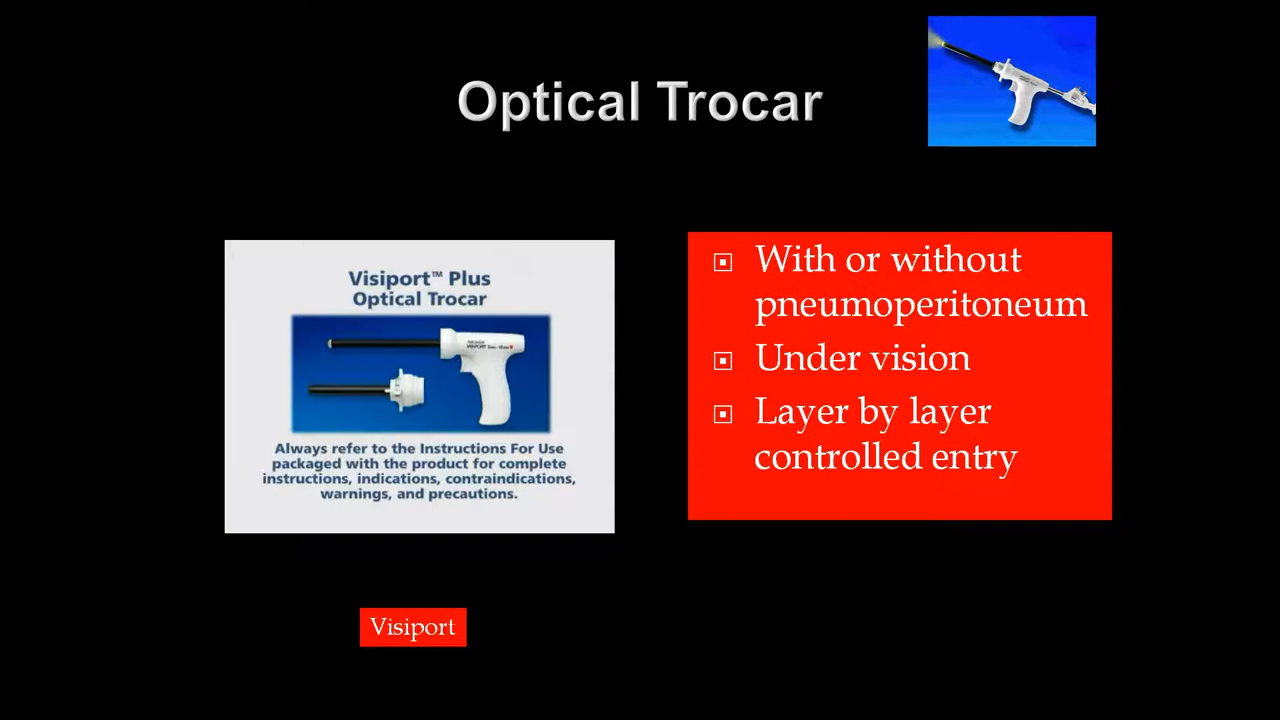 Optical Trocar
Visiport™ Plus
Optical Trocar
Always refer to the Instructions For Use
packaged with the product for complete
instructions, indications, contraindications,
warnings, and precautions.
With or without
pneumoperitoneum
Under vision
Layer by layer
controlled entry
Visiport